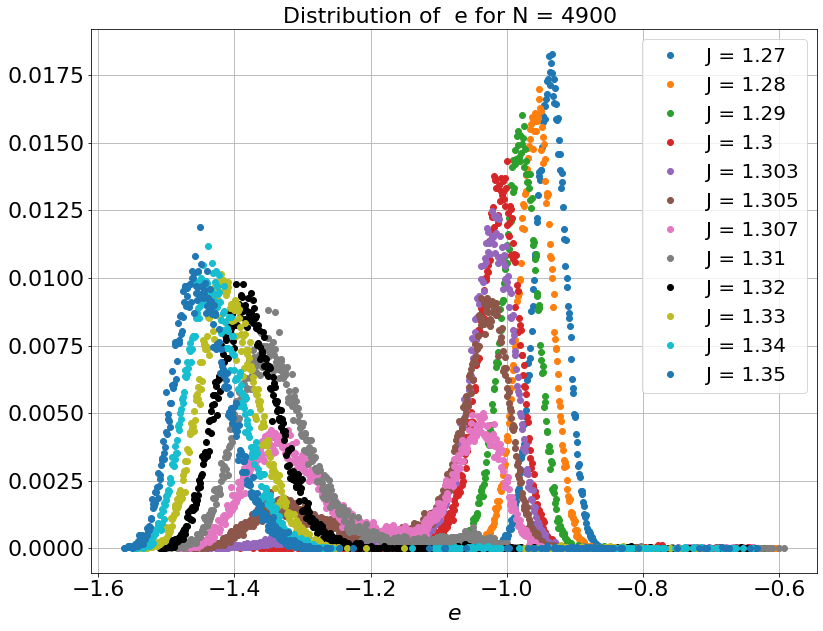 Distribution of  e for N = 4900
0.0175
0.0150
0.0125
0.0100
0.0075
0.0050
0.0025
0.0000
−1.6
−1.4
−1.2
−1.0
−0.8
−0.6
e
J = 1.27
J = 1.28
J = 1.29
J = 1.3
J = 1.303
J = 1.305
J = 1.307
J = 1.31
J = 1.32
J = 1.33
J = 1.34
J = 1.35